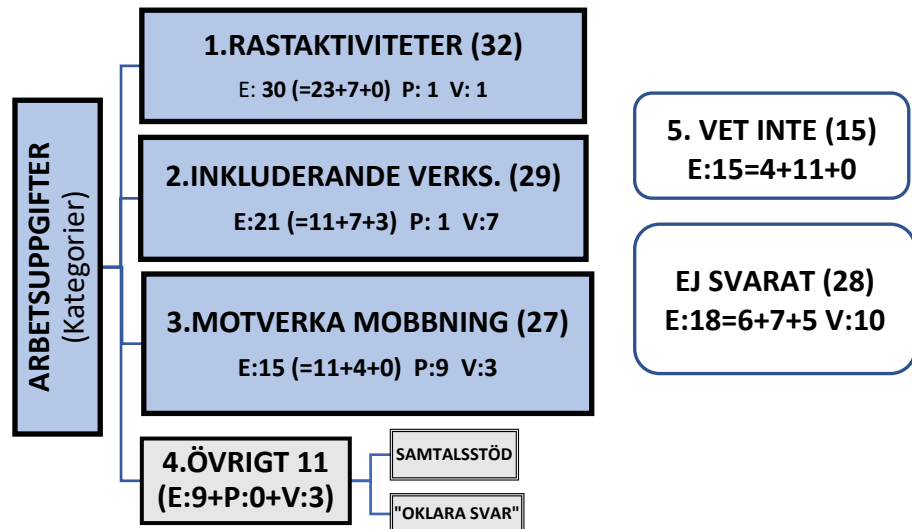 ARBETSUPPGIFTER
(Kategorier)
1.RASTAKTIVITETER (32)
E: 30 (=23+7+0) P: 1 V: 1
2.INKLUDERANDE VERKS. (29)
E:21 (=11+7+3) P: 1 V:7
3.MOTVERKA MOBBNING (27)
E:15 (=11+4+0) P:9 V:3
4.ÖVRIGT 11
(E:9+P:0+V:3)
SAMTALSSTÖD
"OKLARA SVAR"
5. VET INTE (15)
E:15=4+11+0
EJ SVARAT (28)
E:18=6+7+5 V:10